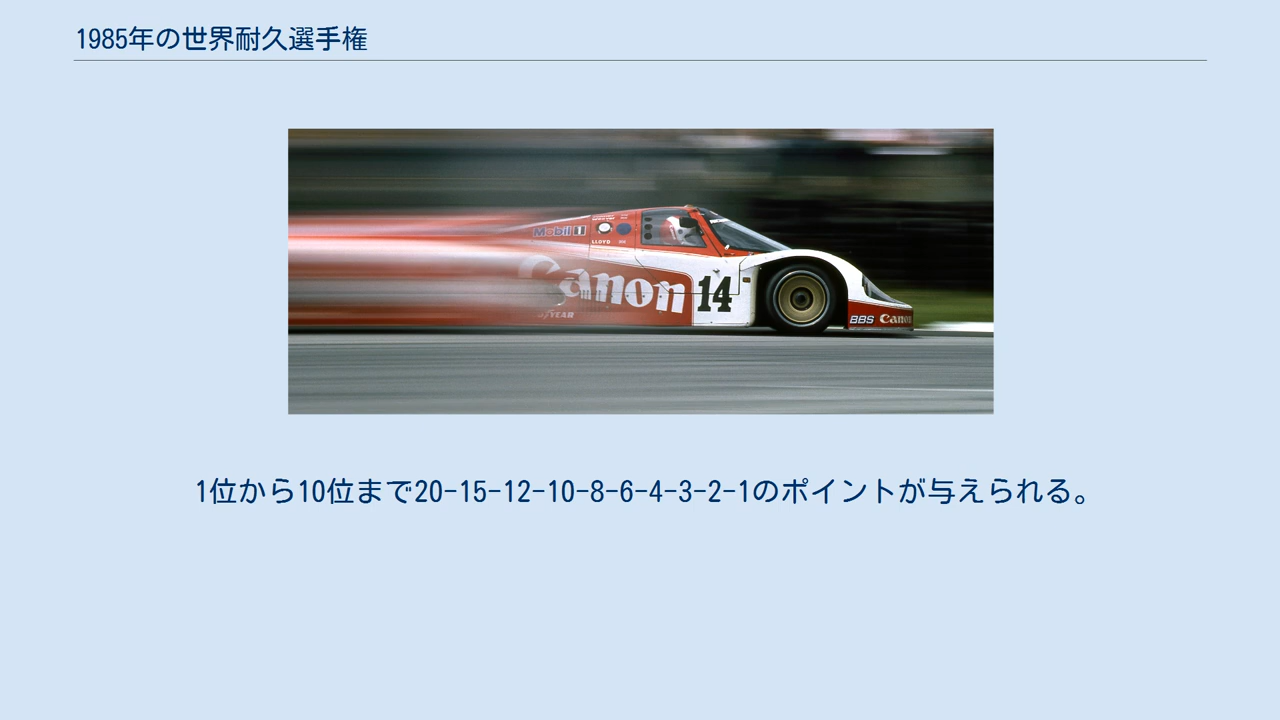 1985年の世界耐久選手権
Mobil 1
LLOYD
Canon
14
BBS Canon
1位から10位まで20-15-12-10-8-6-4-3-2-1のポイントが与えられる。